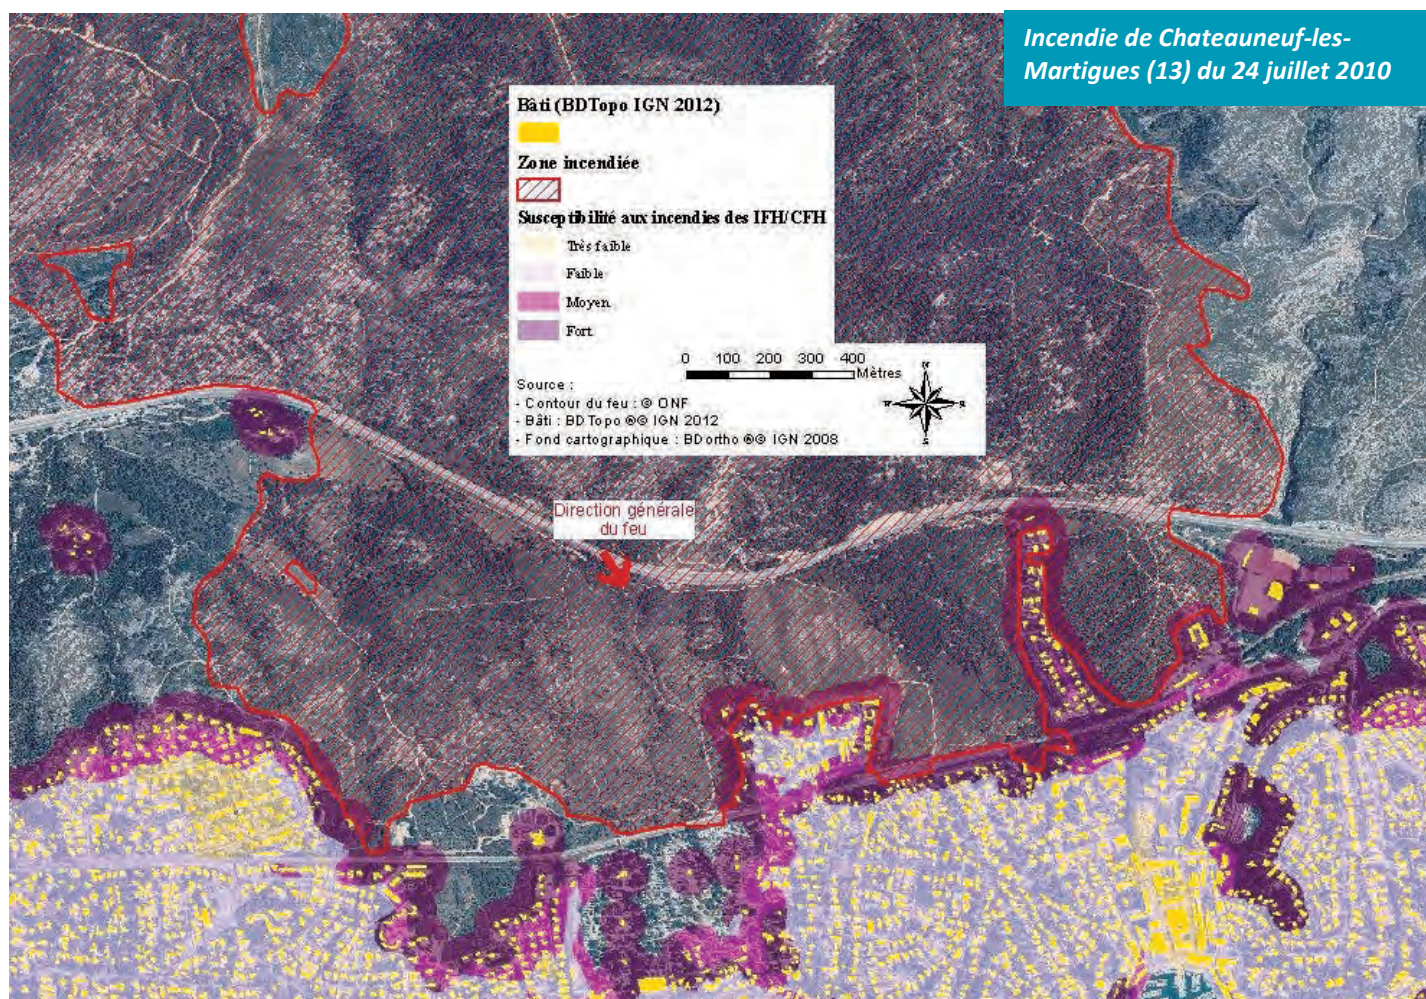 Incendie de Chateauneuf-les-
Martigues (13) du 24 juillet 2010
Bâti (BDTopo IGN 2012)
Zone incendiée
Susceptibilité aux incendies des IFH/CFH
Très faible
Faible
Moyen
Fort
0 100 200 300 400
Mètres
Source :
- Contour du feu : © ONF
- Bâti : BD Topo ®© IGN 2012
- Fond cartographique : BDortho ®© IGN 2008
S
Direction générale
du feu